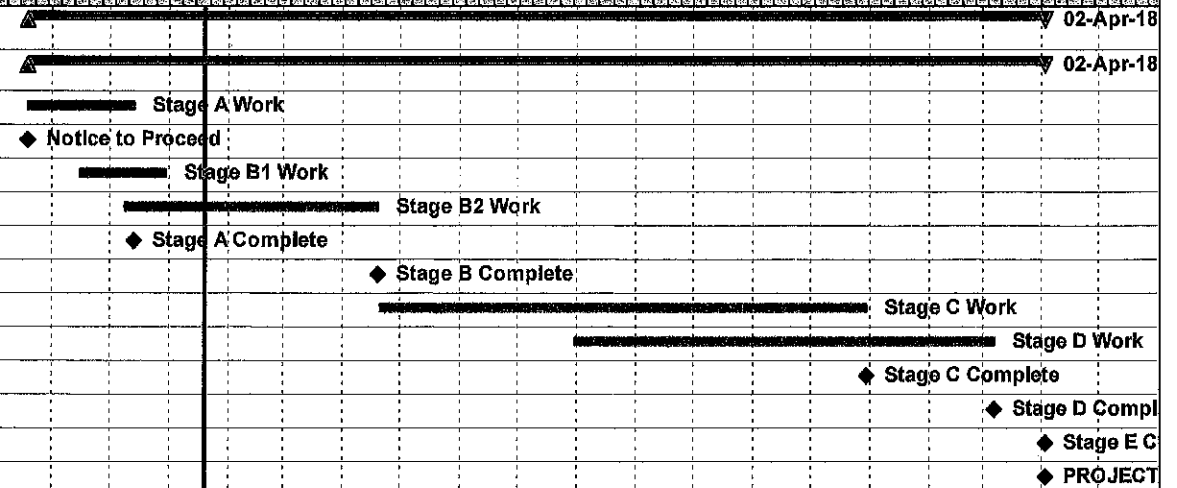 02-Apr-18
02-Apr-18
Stage A Work
Notice to Proceed
Stage B1 Work
Stage B2 Work
Stage A Complete
Stage B Complete
Stage C Work
Stage D Work
Stage C Complete
Stage D Compl
Stage E C
PROJECT